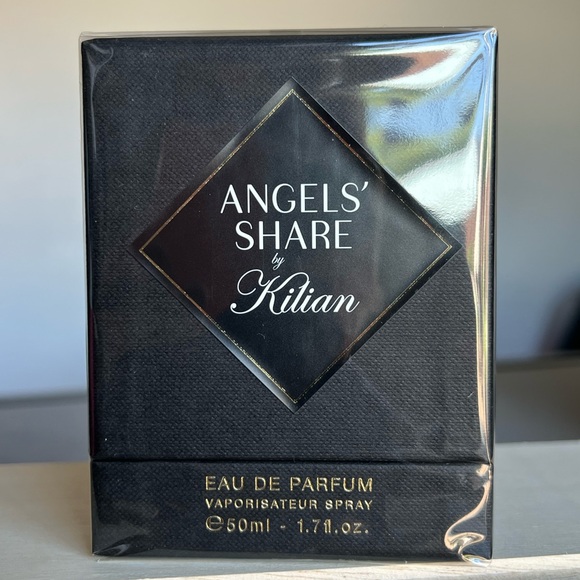 ANGELS'
SHARE
by
Kilian
EAU DE PARFUM
VAPORISATEUR SPRAY
℮50ml - 1.7fl.oz.